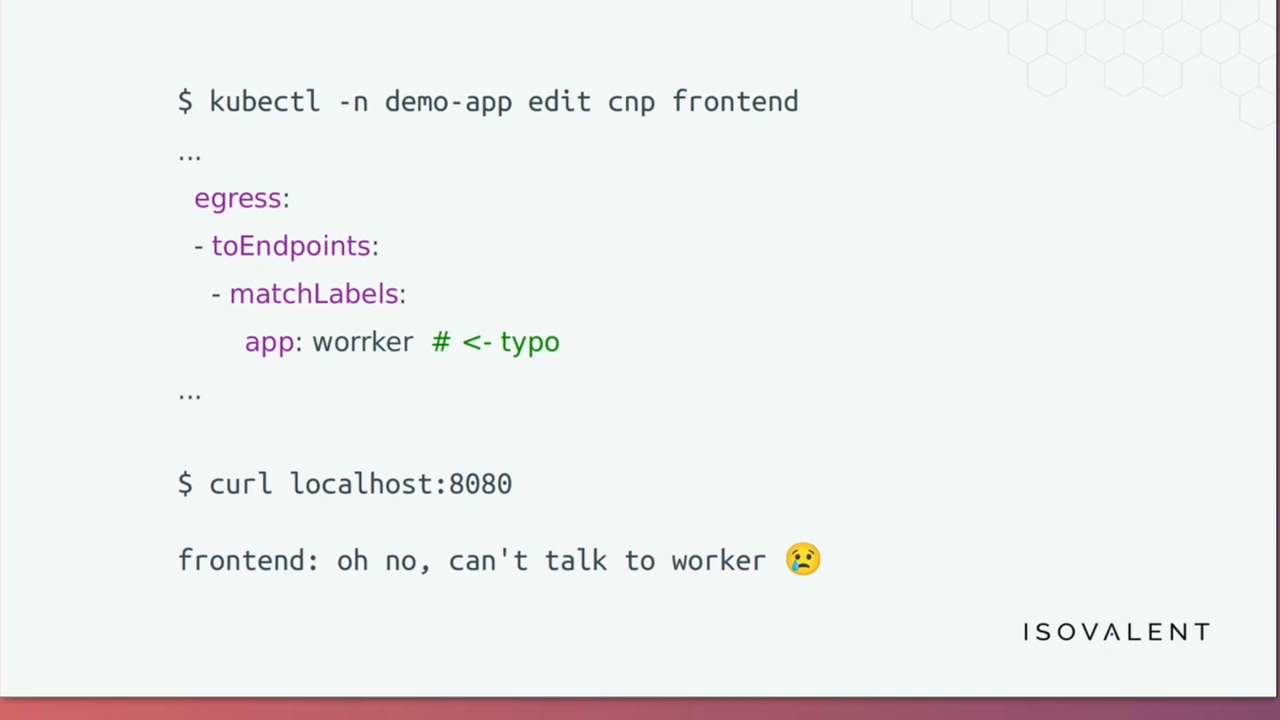 $ kubectl -n demo-app edit cnp frontend
...
egress:
- toEndpoints:
- matchLabels:
app: worrker # <- typo
...
$ curl localhost:8080
frontend: oh no, can't talk to worker 😢
ISOVALENT